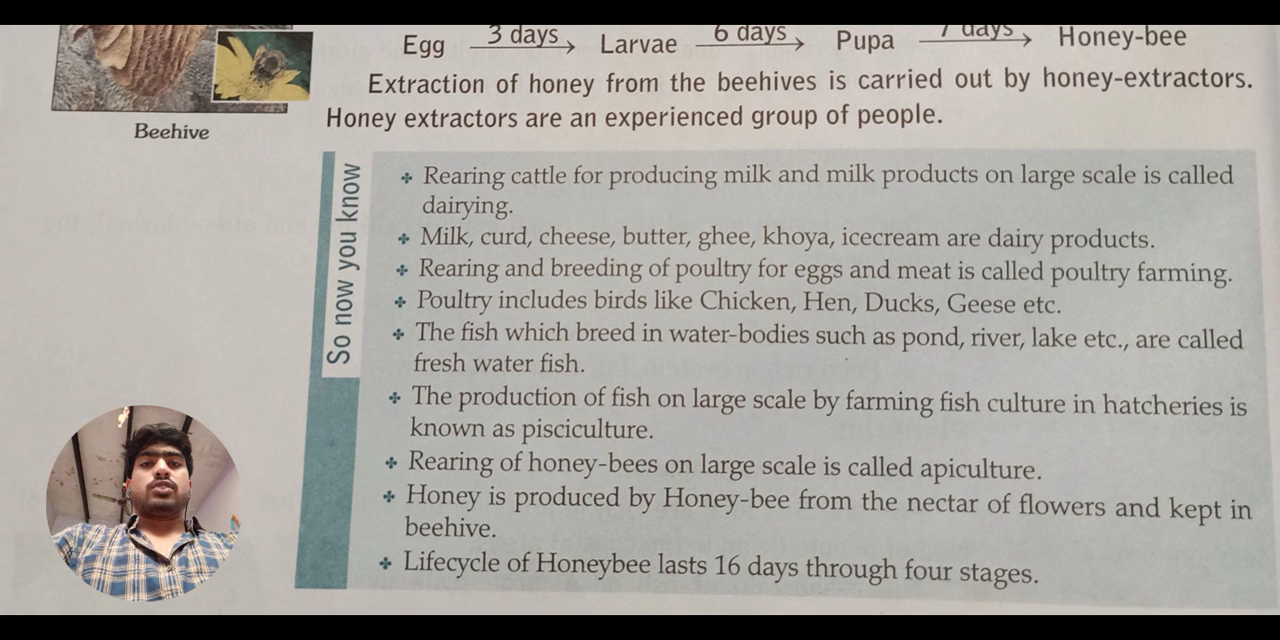 Egg 3 days Larvae 6 days Pupa 7 days Honey-bee
Extraction of honey from the beehives is carried out by honey-extractors.
Honey extractors are an experienced group of people.
Beehive
So now you know
Rearing cattle for producing milk and milk products on large scale is called
dairying.
Milk, curd, cheese, butter, ghee, khoya, icecream are dairy products.
Rearing and breeding of poultry for eggs and meat is called poultry farming.
Poultry includes birds like Chicken, Hen, Ducks, Geese etc.
The fish which breed in water-bodies such as pond, river, lake etc., are called
fresh water fish.
The production of fish on large scale by farming fish culture in hatcheries is
known as pisciculture.
Rearing of honey-bees on large scale is called apiculture.
Honey is produced by Honey-bee from the nectar of flowers and kept in
beehive.
Lifecycle of Honeybee lasts 16 days through four stages.